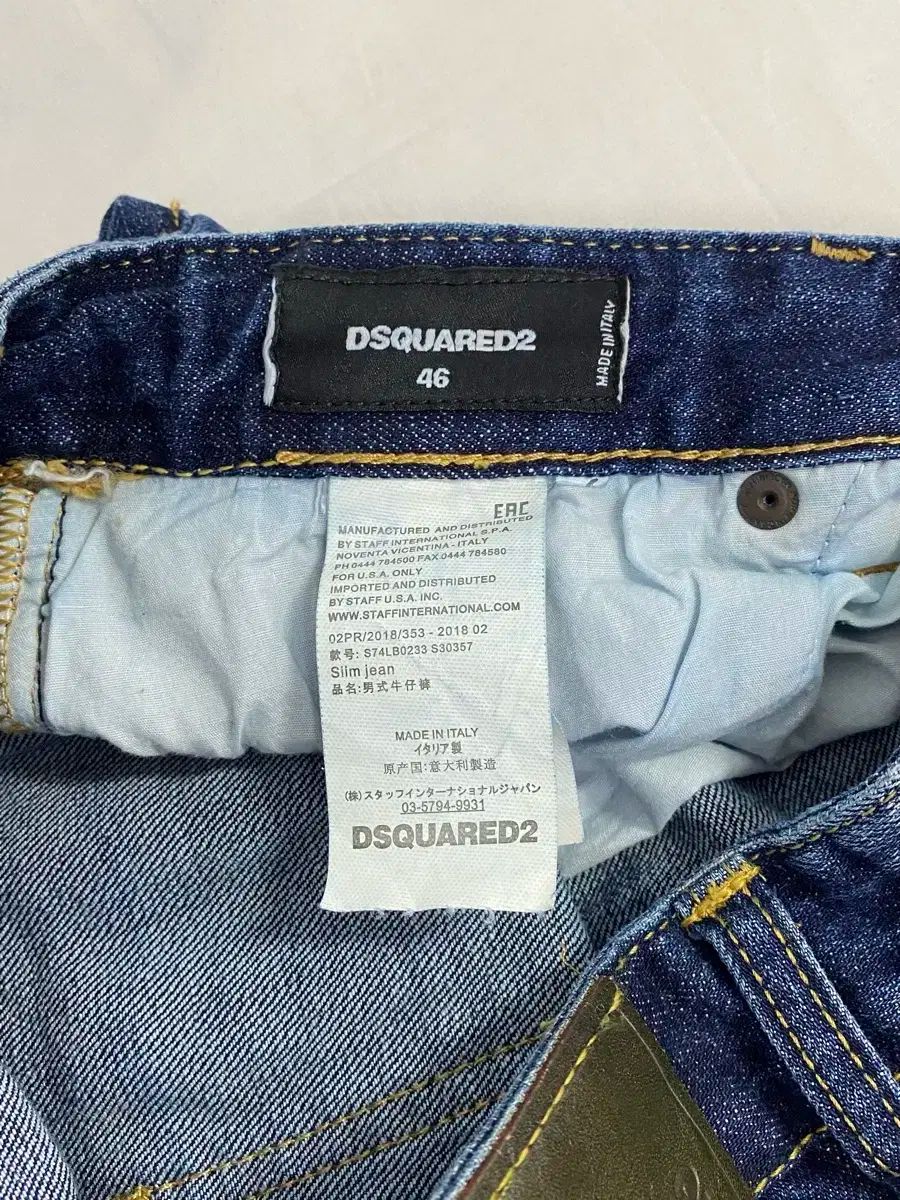 DSQUARED2
46
MADE IN ITALY
EAC
MANUFACTURED AND DISTRIBUTED
BY STAFF INTERNATIONAL S.P.A.
NOVENTA VICENTINA - ITALY
PH 0444 784500 FAX 0444 784580
FOR U.S.A. ONLY
IMPORTED AND DISTRIBUTED
BY STAFF U.S.A. INC.
WWW.STAFFINTERNATIONAL.COM
02PR/2018/353 - 2018 02
款号: S74LB0233 S30357
Slim jean
品名:男式牛仔裤
MADE IN ITALY
イタリア製
原产国:意大利製造
(株)スタッフインターナショナルジャパン
03-5794-9931
DSQUARED2